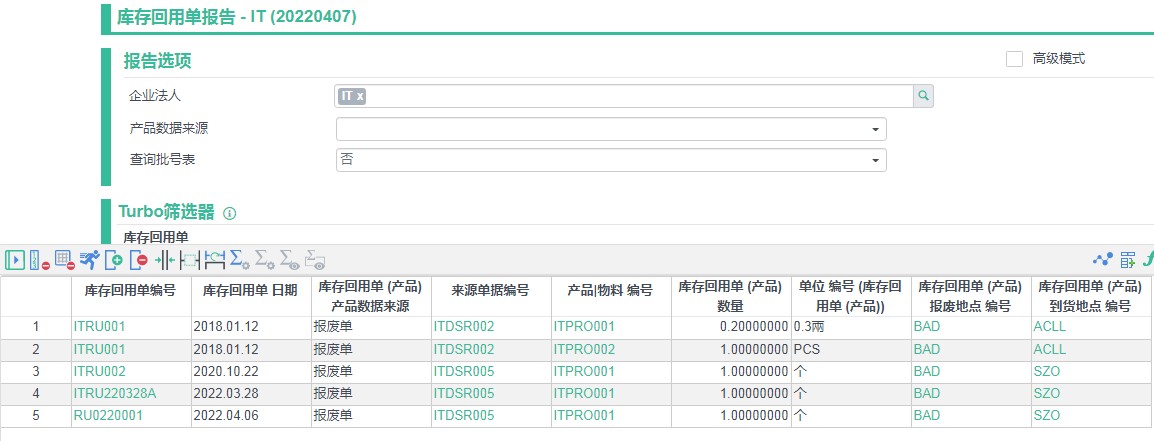 库存回用单报告 - IT (20220407)
报告选项
高级模式
企业法人
IT x
产品数据来源
查询批号表
否
Turbo筛选器
库存回用单
库存回用单编号 库存回用单 日期 库存回用单 (产品) 产品数据来源 来源单据编号 产品|物料 编号 库存回用单 (产品) 数量 单位 编号 (库存回用单 (产品)) 库存回用单 (产品) 报废地点 编号 库存回用单 (产品) 到货地点 编号
1 ITRU001 2018.01.12 报废单 ITDSR002 ITPRO001 0.20000000 0.3两 BAD ACLL
2 ITRU001 2018.01.12 报废单 ITDSR002 ITPRO002 1.00000000 PCS BAD ACLL
3 ITRU002 2020.10.22 报废单 ITDSR005 ITPRO001 1.00000000 个 BAD SZO
4 ITRU220328A 2022.03.28 报废单 ITDSR005 ITPRO001 1.00000000 个 BAD SZO
5 RU0220001 2022.04.06 报废单 ITDSR005 ITPRO001 1.00000000 个 BAD SZO